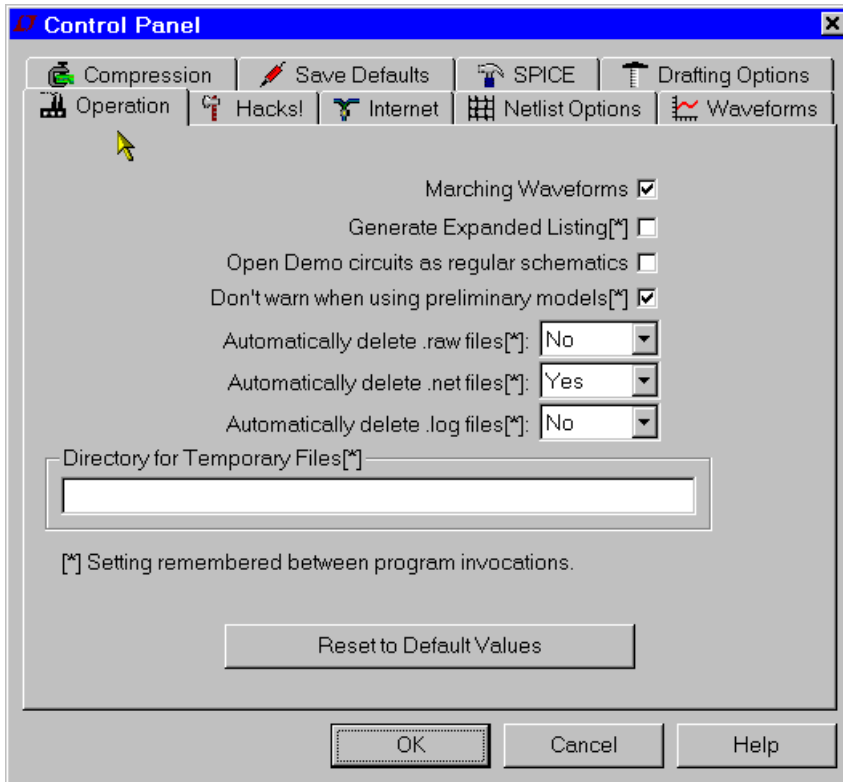 Control Panel
Compression
Save Defaults
SPICE
Drafting Options
Operation
Hacks!
Internet
Netlist Options
Waveforms
Marching Waveforms
Generate Expanded Listing[*]
Open Demo circuits as regular schematics
Don't warn when using preliminary models[*]
Automatically delete .raw files[*]: No
Automatically delete .net files[*]: Yes
Automatically delete .log files[*]: No
Directory for Temporary Files[*]
[*] Setting remembered between program invocations.
Reset to Default Values
OK
Cancel
Help